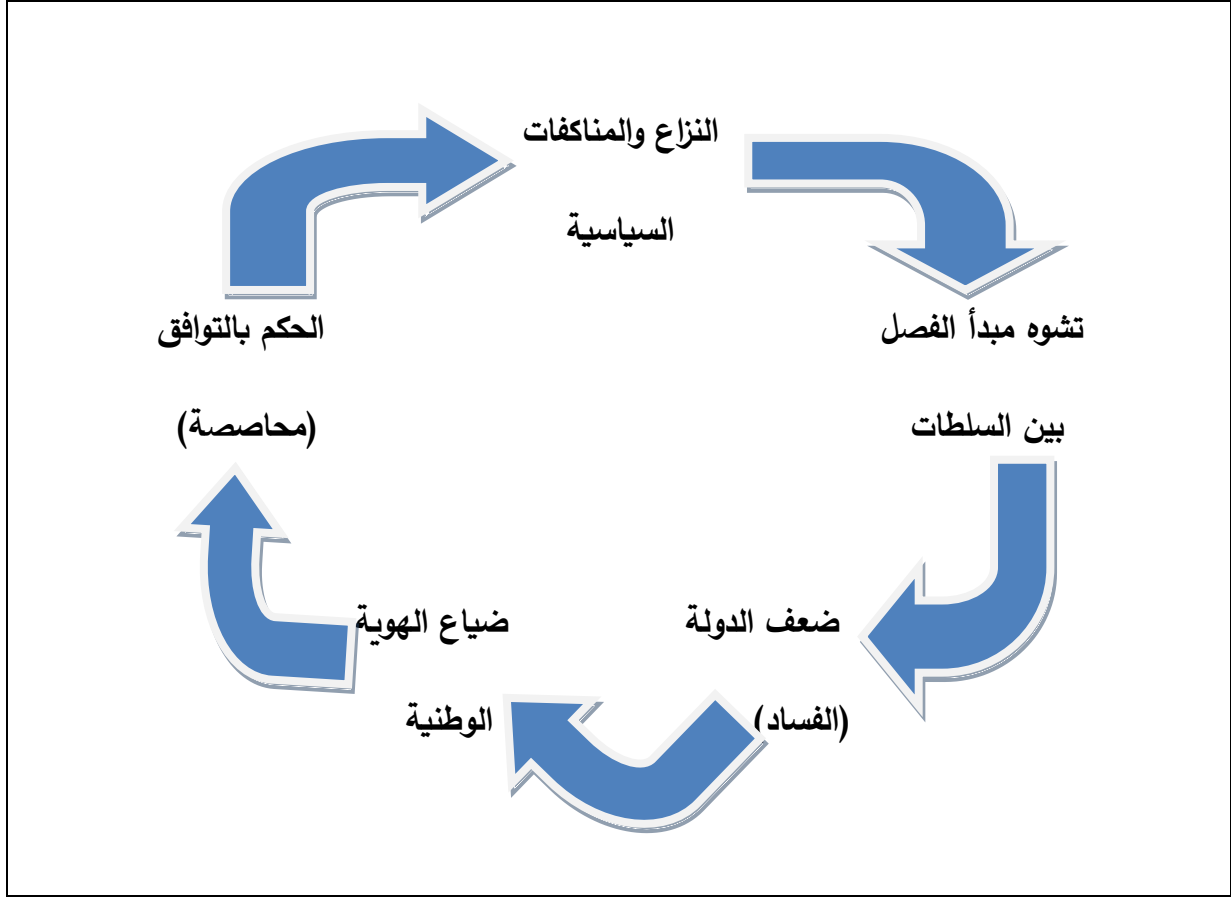 النزاع والمناكفات
السياسية
تشوه مبدأ الفصل
بين السلطات
ضعف الدولة
(الفساد)
ضياع الهوية
الوطنية
الحكم بالتوافق
(محاصصة)